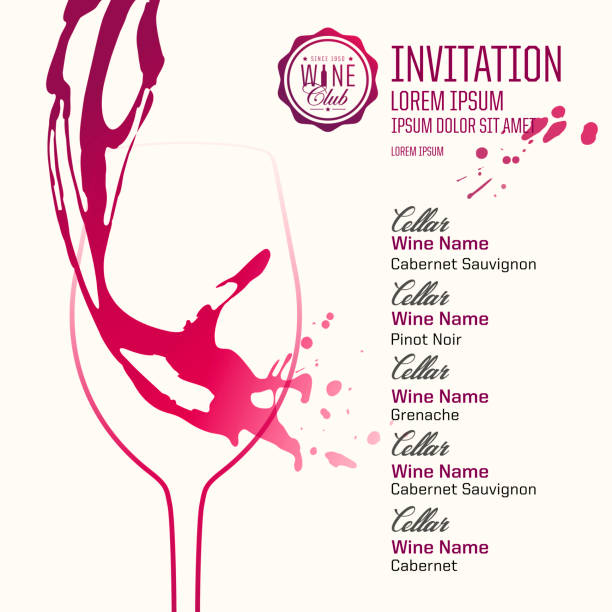 SINCE 1950
WINE
Club
INVITATION
LOREM IPSUM
IPSUM DOLOR SIT AMET
LOREM IPSUM
Cellar
Wine Name
Cabernet Sauvignon
Cellar
Wine Name
Pinot Noir
Cellar
Wine Name
Grenache
Cellar
Wine Name
Cabernet Sauvignon
Cellar
Wine Name
Cabernet